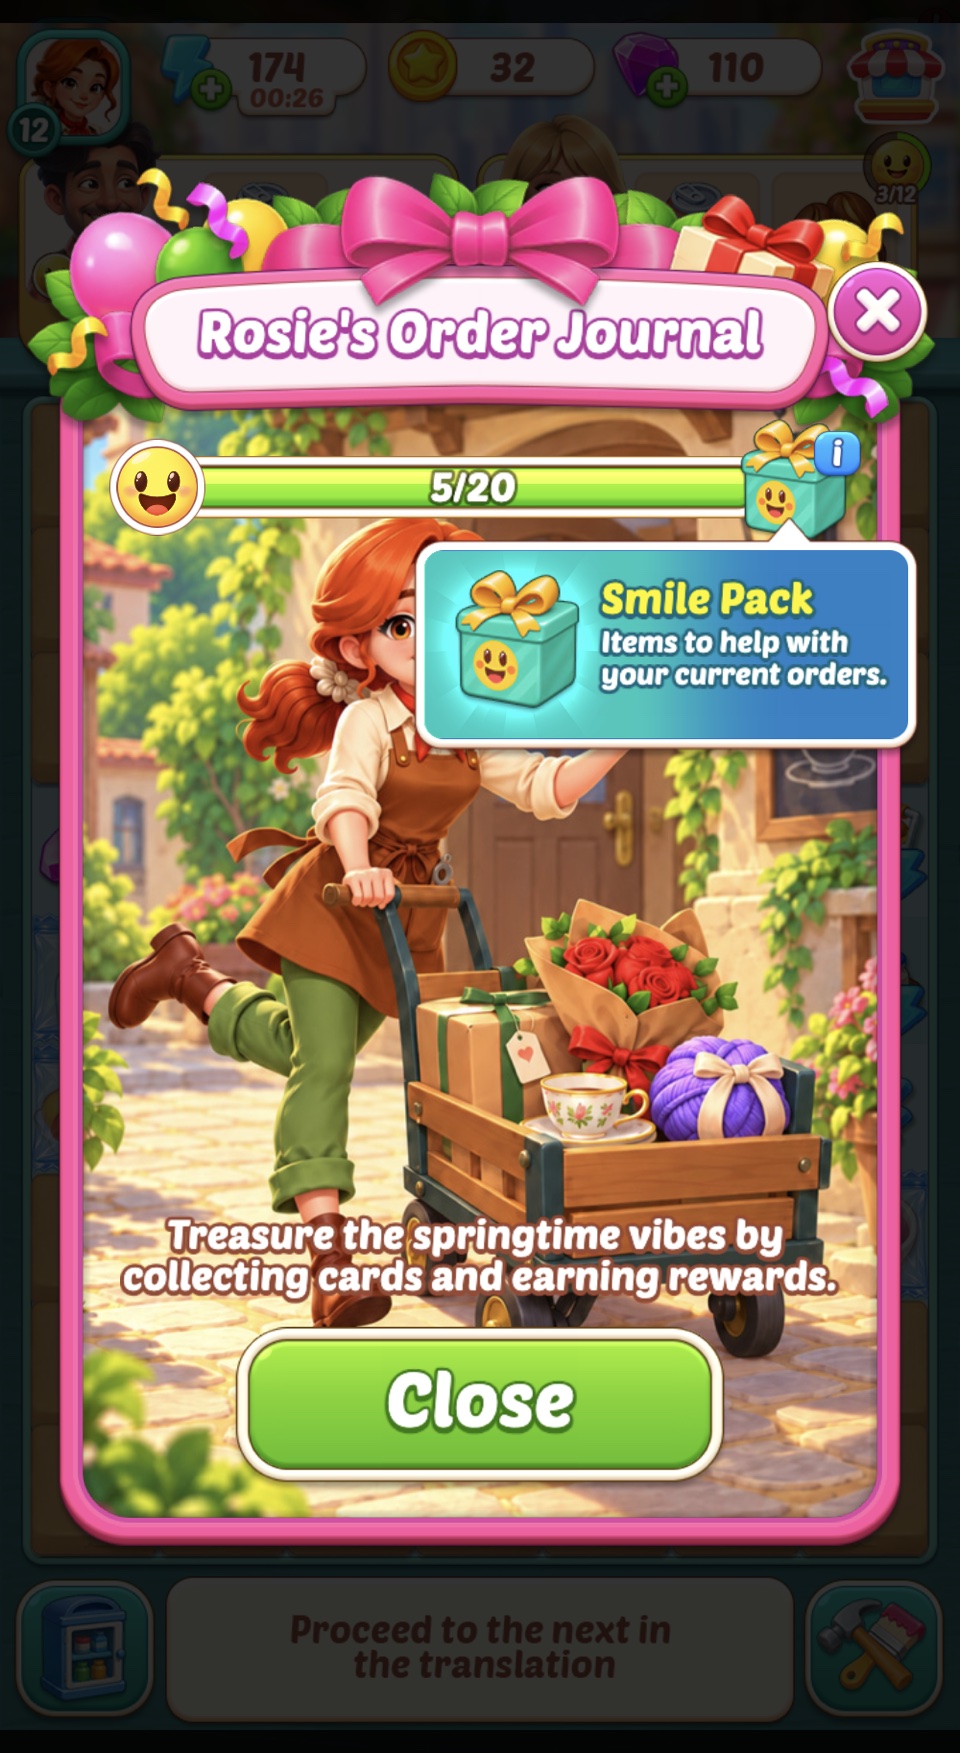 174
32
110
00:26
12
3/12
Rosie's Order Journal
i
5/20
Smile Pack
Items to help with
your current orders.
Treasure the springtime vibes by
collecting cards and earning rewards.
Close
Proceed to the next in
the translation